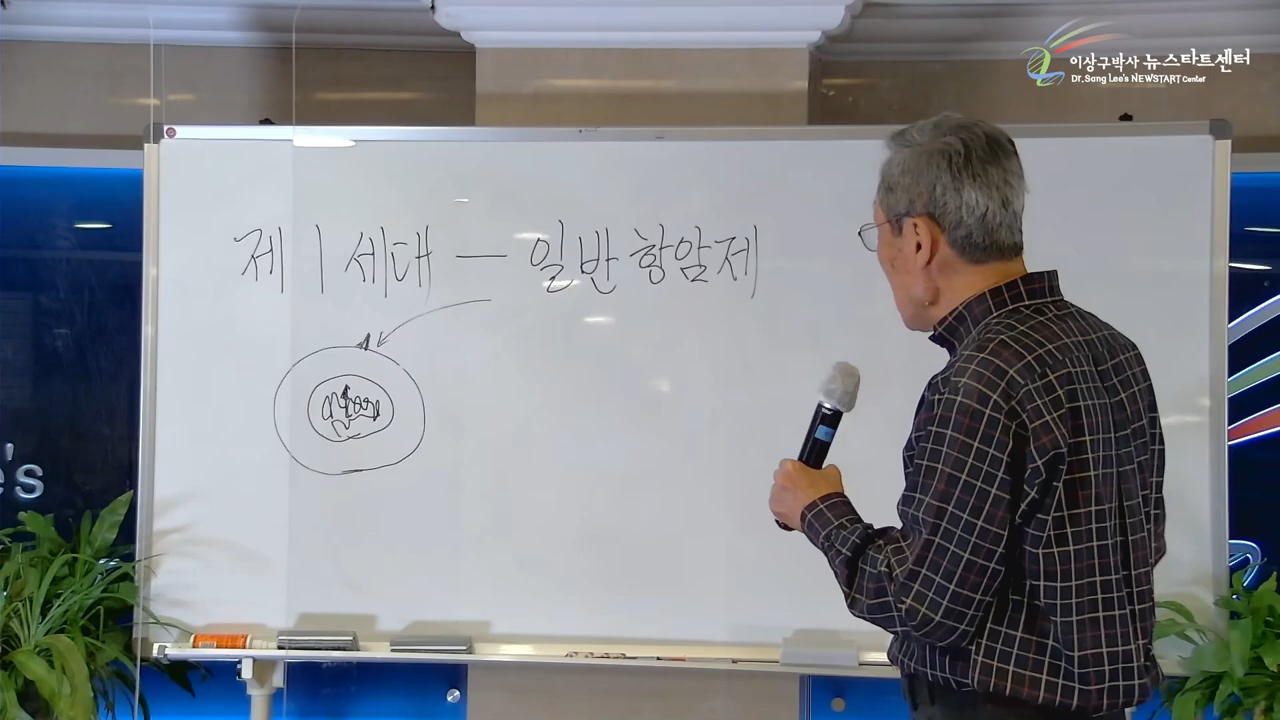 이상구박사 뉴스타트센터
Dr. Sang Lee's NEWSTART Center
제 1 세대 — 일반 항암제
's